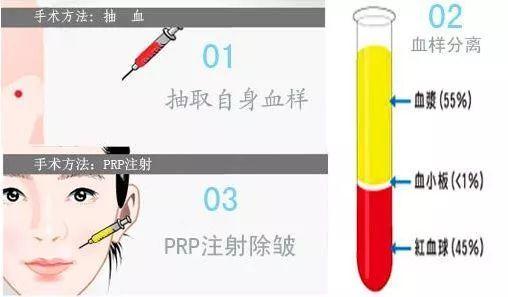 手术方法：抽 血
01
抽取自身血样
手术方法：PRP注射
03
PRP注射除皱
02
血样分离
血漿(55%)
血小板(<1%)
紅血球(45%)